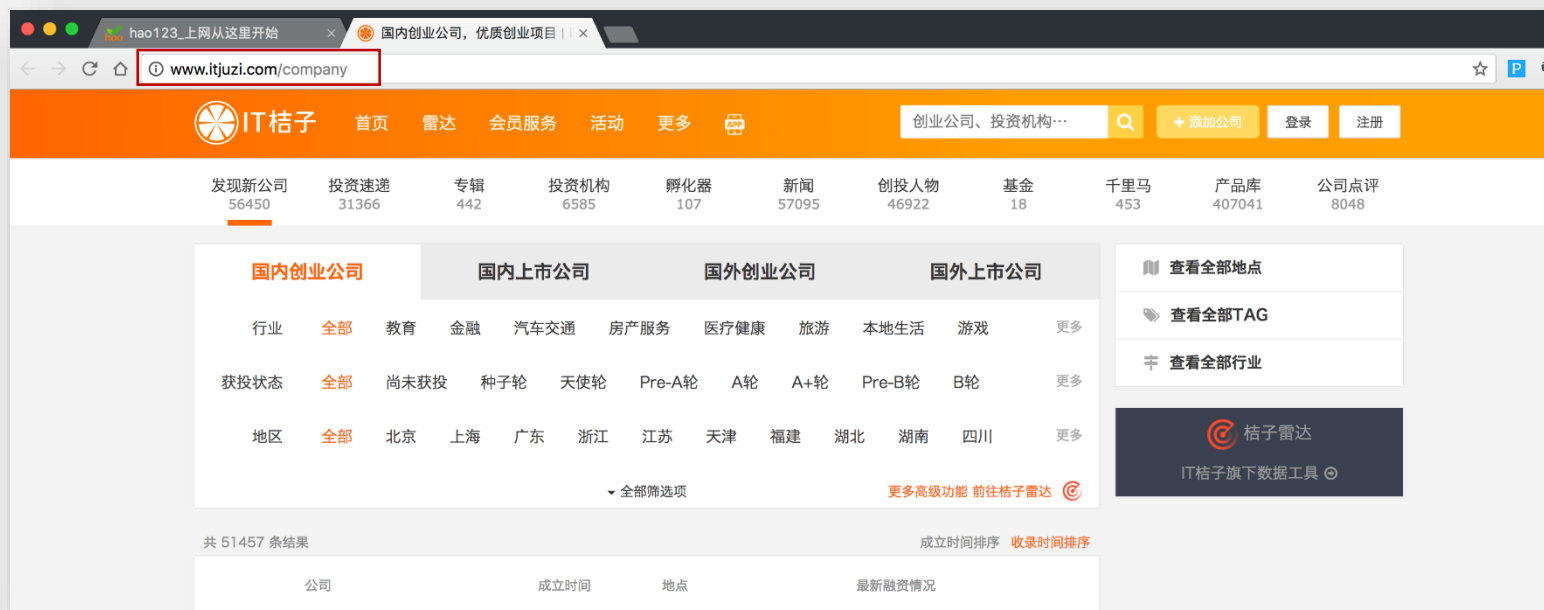 hao123_上网从这里开始
国内创业公司，优质创业项目 |
www.itjuzi.com/company
P
IT桔子 首页 雷达 会员服务 活动 更多 APP 创业公司、投资机构… + 添加公司 登录 注册
发现新公司 投资速递 专辑 投资机构 孵化器 新闻 创投人物 基金 千里马 产品库 公司点评
56450 31366 442 6585 107 57095 46922 18 453 407041 8048
国内创业公司 国内上市公司 国外创业公司 国外上市公司
行业 全部 教育 金融 汽车交通 房产服务 医疗健康 旅游 本地生活 游戏 更多
获投状态 全部 尚未获投 种子轮 天使轮 Pre-A轮 A轮 A+轮 Pre-B轮 B轮 更多
地区 全部 北京 上海 广东 浙江 江苏 天津 福建 湖北 湖南 四川 更多
全部筛选项 更多高级功能 前往桔子雷达
查看全部地点
查看全部TAG
查看全部行业
桔子雷达
IT桔子旗下数据工具
共 51457 条结果 成立时间排序 收录时间排序
公司 成立时间 地点 最新融资情况